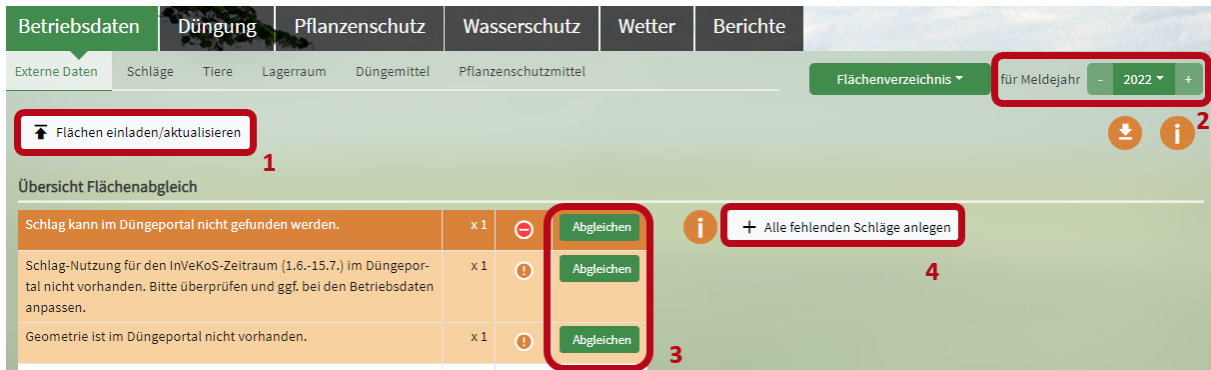 Betriebsdaten Düngung Pflanzenschutz Wasserschutz Wetter Berichte
Externe Daten Schläge Tiere Lagerraum Düngemittel Pflanzenschutzmittel
Flächenverzeichnis für Meldejahr - 2022 +
2
Flächen einladen/aktualisieren
1
i
Übersicht Flächenabgleich
Schlag kann im Düngeportal nicht gefunden werden. x 1 Abgleichen
i + Alle fehlenden Schläge anlegen
4
Schlag-Nutzung für den InVeKoS-Zeitraum (1.6.-15.7.) im Düngepor- x 1 ! Abgleichen
tal nicht vorhanden. Bitte überprüfen und ggf. bei den Betriebsdaten
anpassen.
Geometrie ist im Düngeportal nicht vorhanden. x 1 ! Abgleichen
3